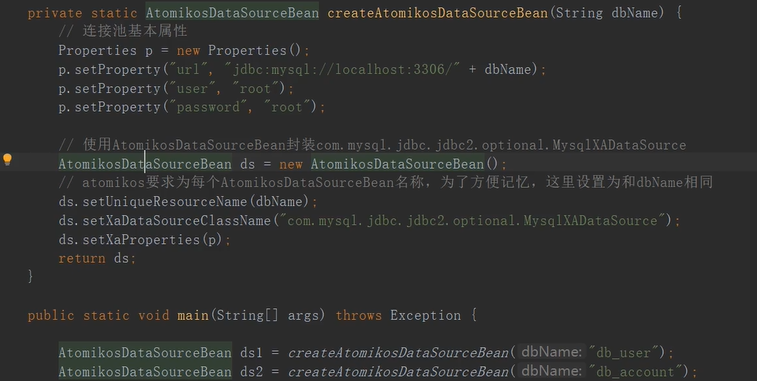 private static AtomikosDataSourceBean createAtomikosDataSourceBean(String dbName) {
// 连接池基本属性
Properties p = new Properties();
p.setProperty("url", "jdbc:mysql://localhost:3306/" + dbName);
p.setProperty("user", "root");
p.setProperty("password", "root");
// 使用AtomikosDataSourceBean封装com.mysql.jdbc.jdbc2.optional.MysqlXADataSource
AtomikosDataSourceBean ds = new AtomikosDataSourceBean();
// atomikos要求为每个AtomikosDataSourceBean名称，为了方便记忆，这里设置为和dbName相同
ds.setUniqueResourceName(dbName);
ds.setXaDataSourceClassName("com.mysql.jdbc.jdbc2.optional.MysqlXADataSource");
ds.setXaProperties(p);
return ds;
}
public static void main(String[] args) throws Exception {
AtomikosDataSourceBean ds1 = createAtomikosDataSourceBean( dbName: "db_user");
AtomikosDataSourceBean ds2 = createAtomikosDataSourceBean( dbName: "db_account");